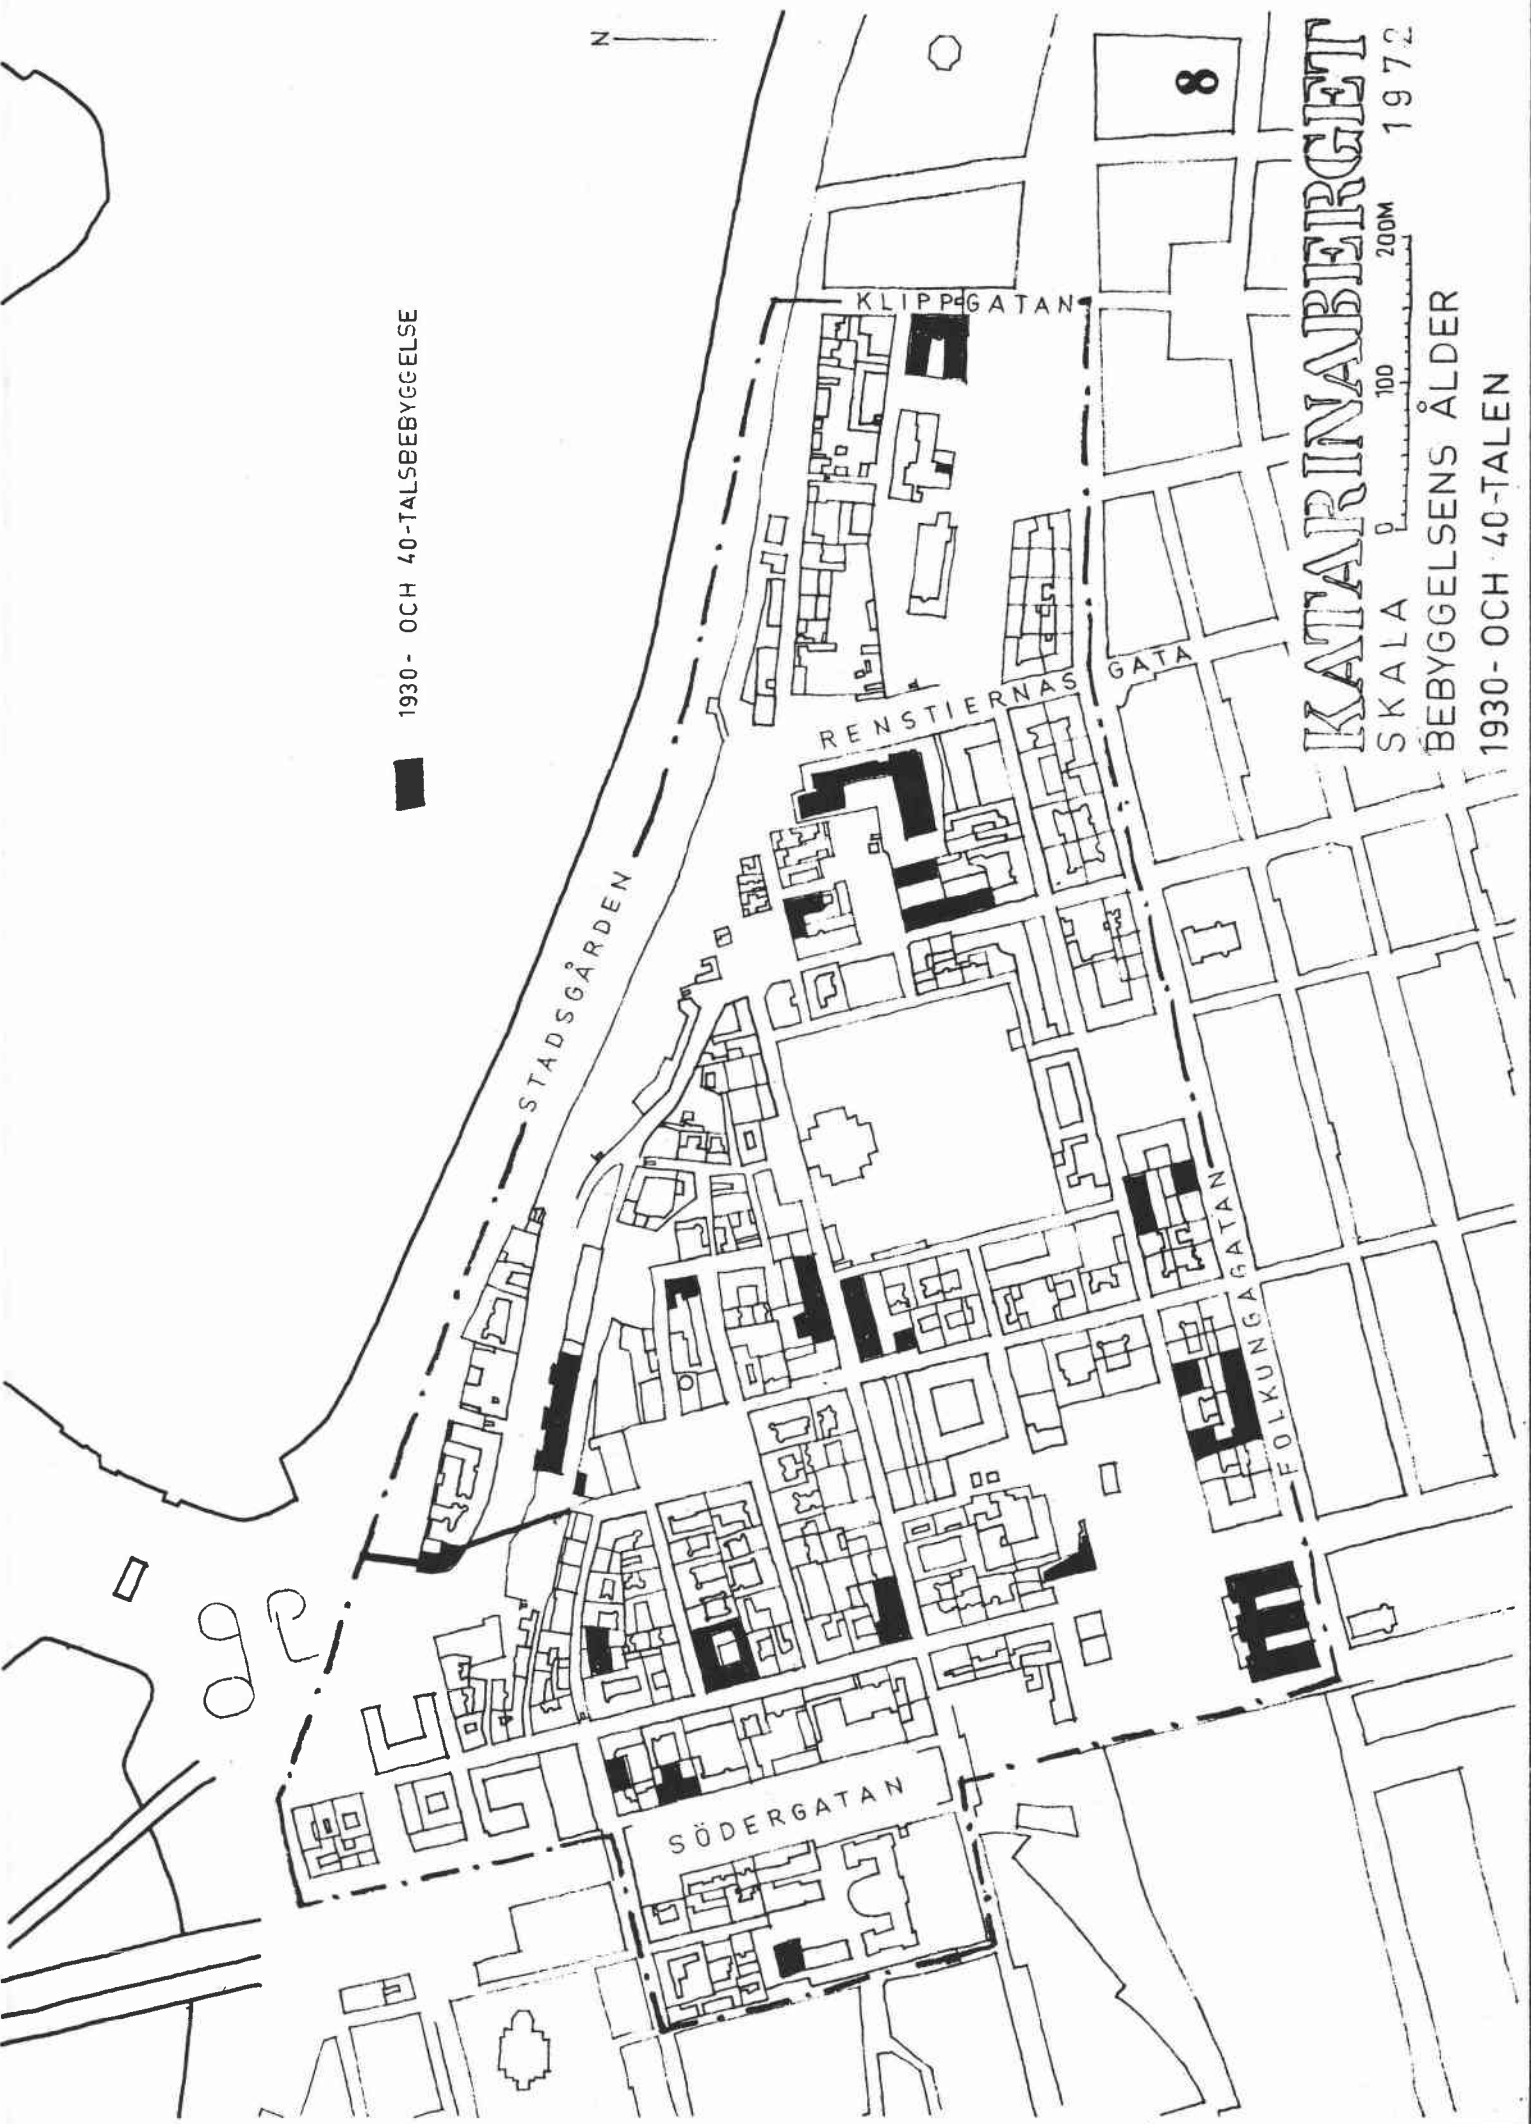 N
1930- OCH 40-TALSBEBYGGELSE
STADSGÅRDEN
KLIPPGATAN
RENSTIERNAS GATA
FOLKUNGAGATAN
SÖDERGATAN
8
KATARINABERGET
SKALA 0 100 200M 1972
BEBYGGELSENS ÅLDER
1930- OCH 40-TALEN